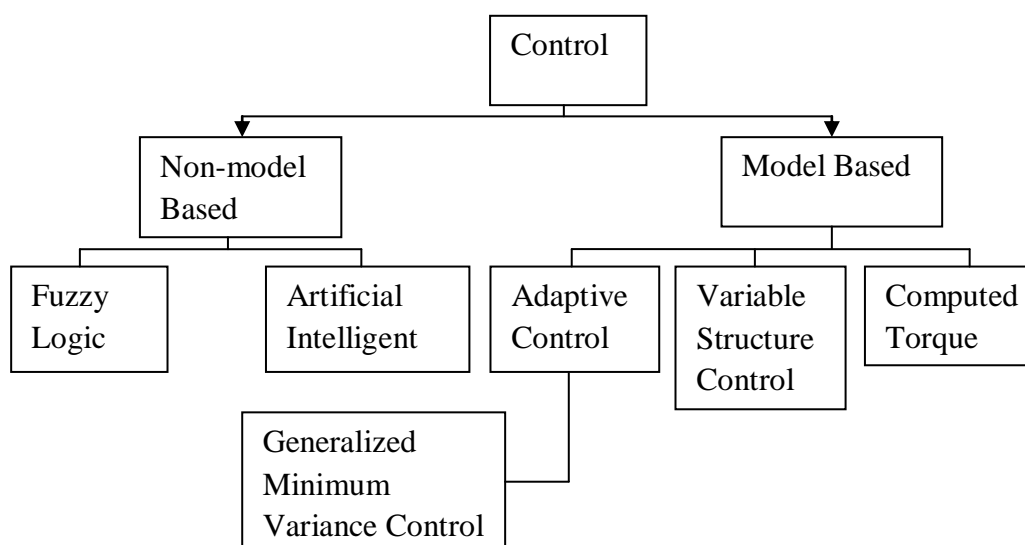 Control
Non-model
Based
Model Based
Fuzzy
Logic
Artificial
Intelligent
Adaptive
Control
Variable
Structure
Control
Computed
Torque
Generalized
Minimum
Variance Control